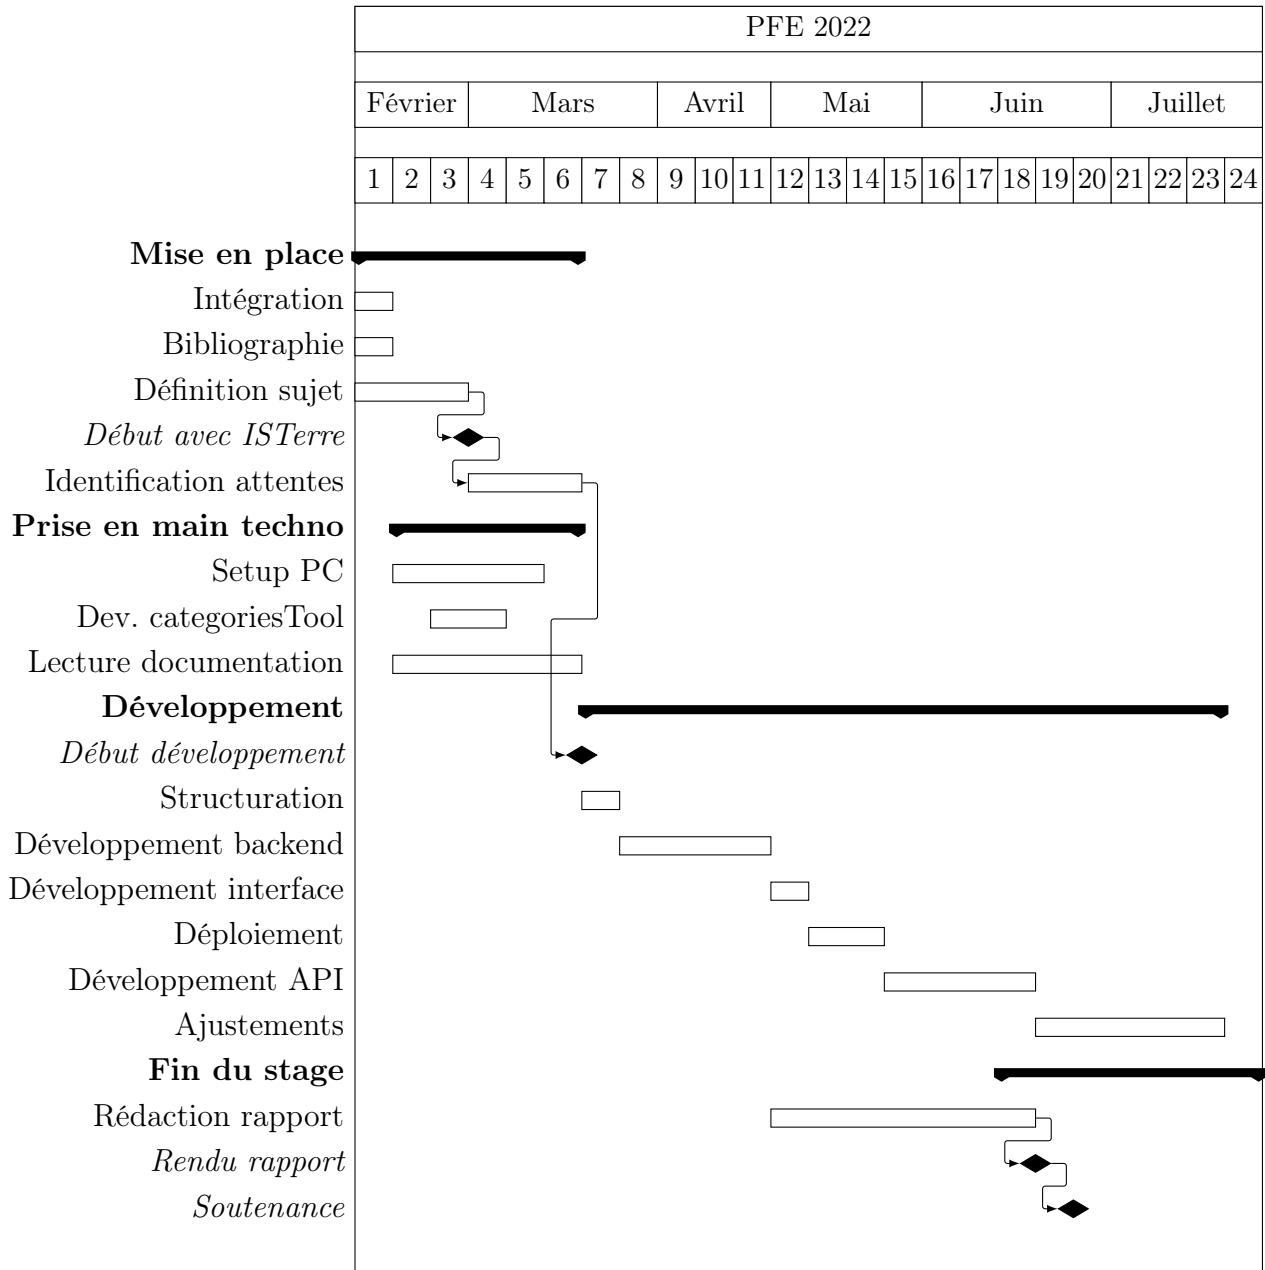 PFE 2022
Février Mars Avril Mai Juin Juillet
1 2 3 4 5 6 7 8 9 10 11 12 13 14 15 16 17 18 19 20 21 22 23 24
Mise en place
Intégration
Bibliographie
Définition sujet
Début avec ISTerre
Identification attentes
Prise en main techno
Setup PC
Dev. categoriesTool
Lecture documentation
Développement
Début développement
Structuration
Développement backend
Développement interface
Déploiement
Développement API
Ajustements
Fin du stage
Rédaction rapport
Rendu rapport
Soutenance